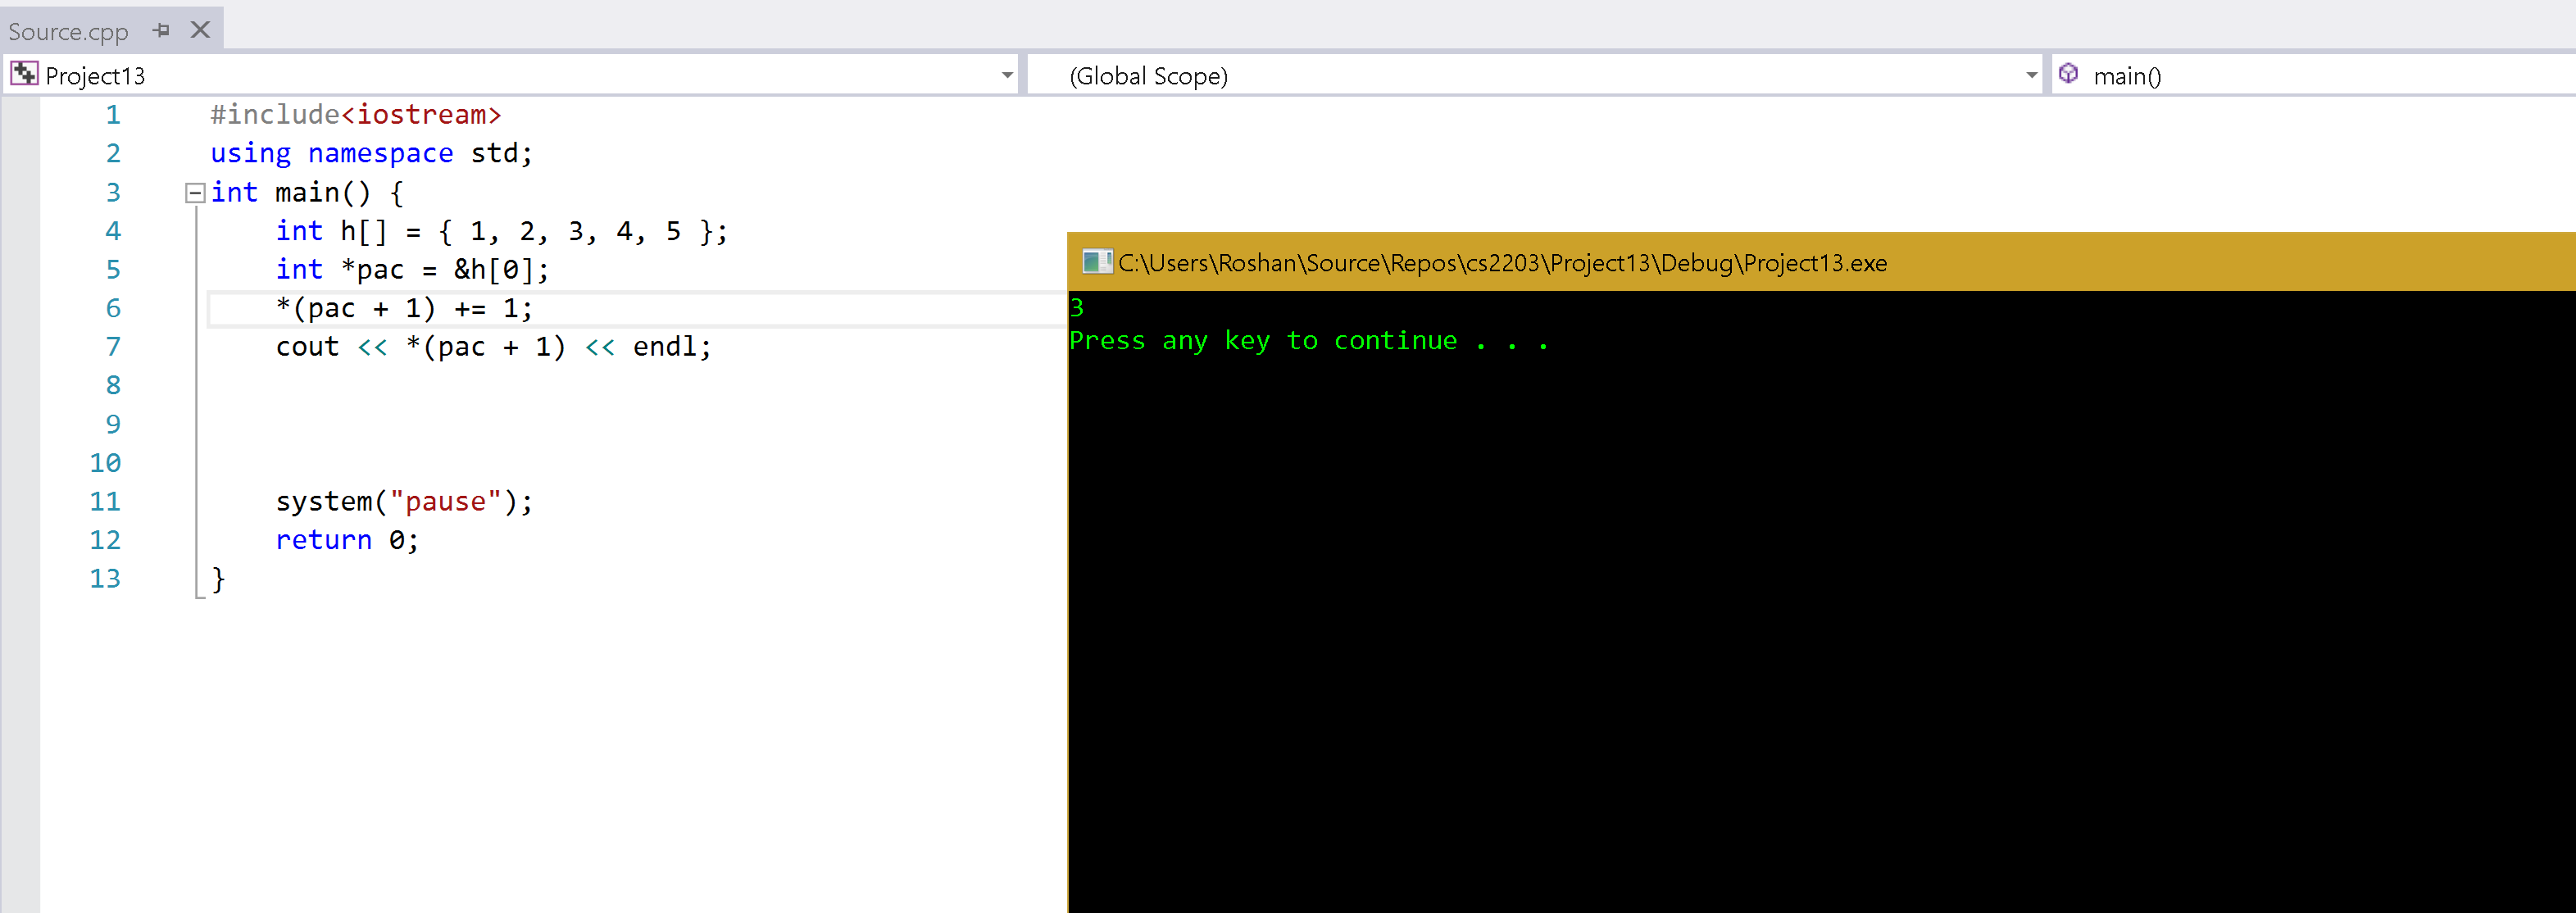 Source.cpp
Project13 (Global Scope) main()
1 #include<iostream>
2 using namespace std;
3 int main() {
4 int h[] = { 1, 2, 3, 4, 5 };
5 int *pac = &h[0];
6 *(pac + 1) += 1;
7 cout << *(pac + 1) << endl;
8
9
10
11 system("pause");
12 return 0;
13 }
C:\Users\Roshan\Source\Repos\cs2203\Project13\Debug\Project13.exe
3
Press any key to continue . . .